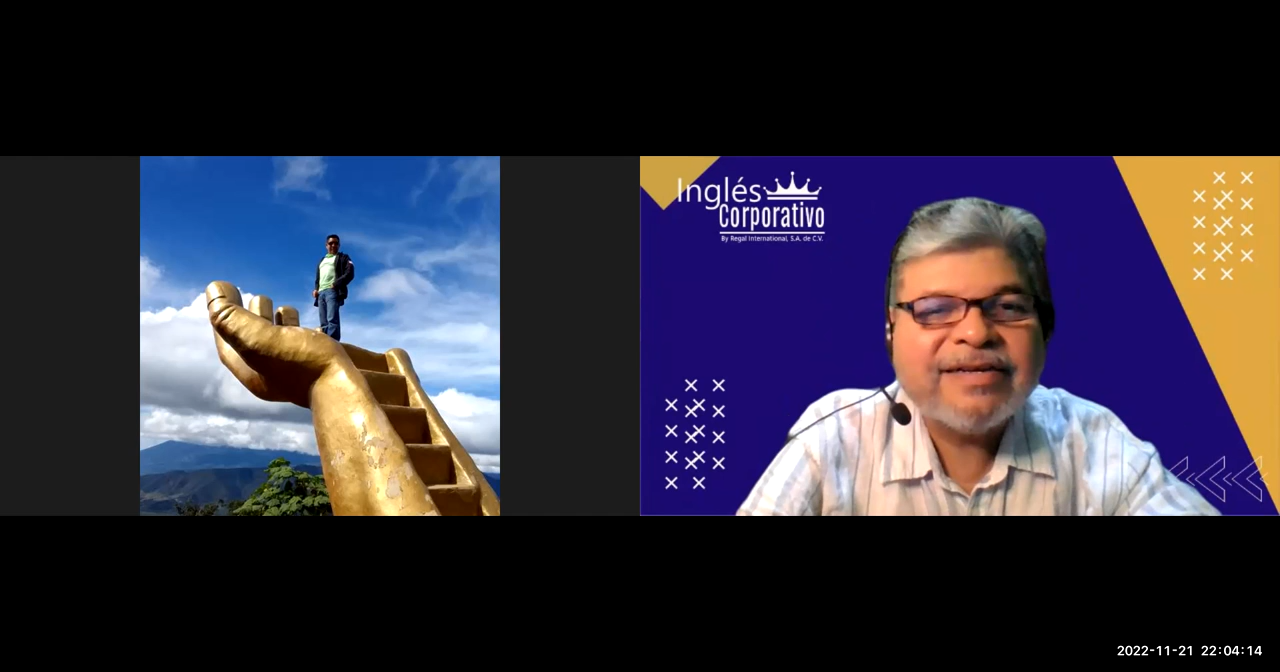 Inglés
Corporativo
By Regal International, S.A. de C.V.
2022-11-21 22:04:14